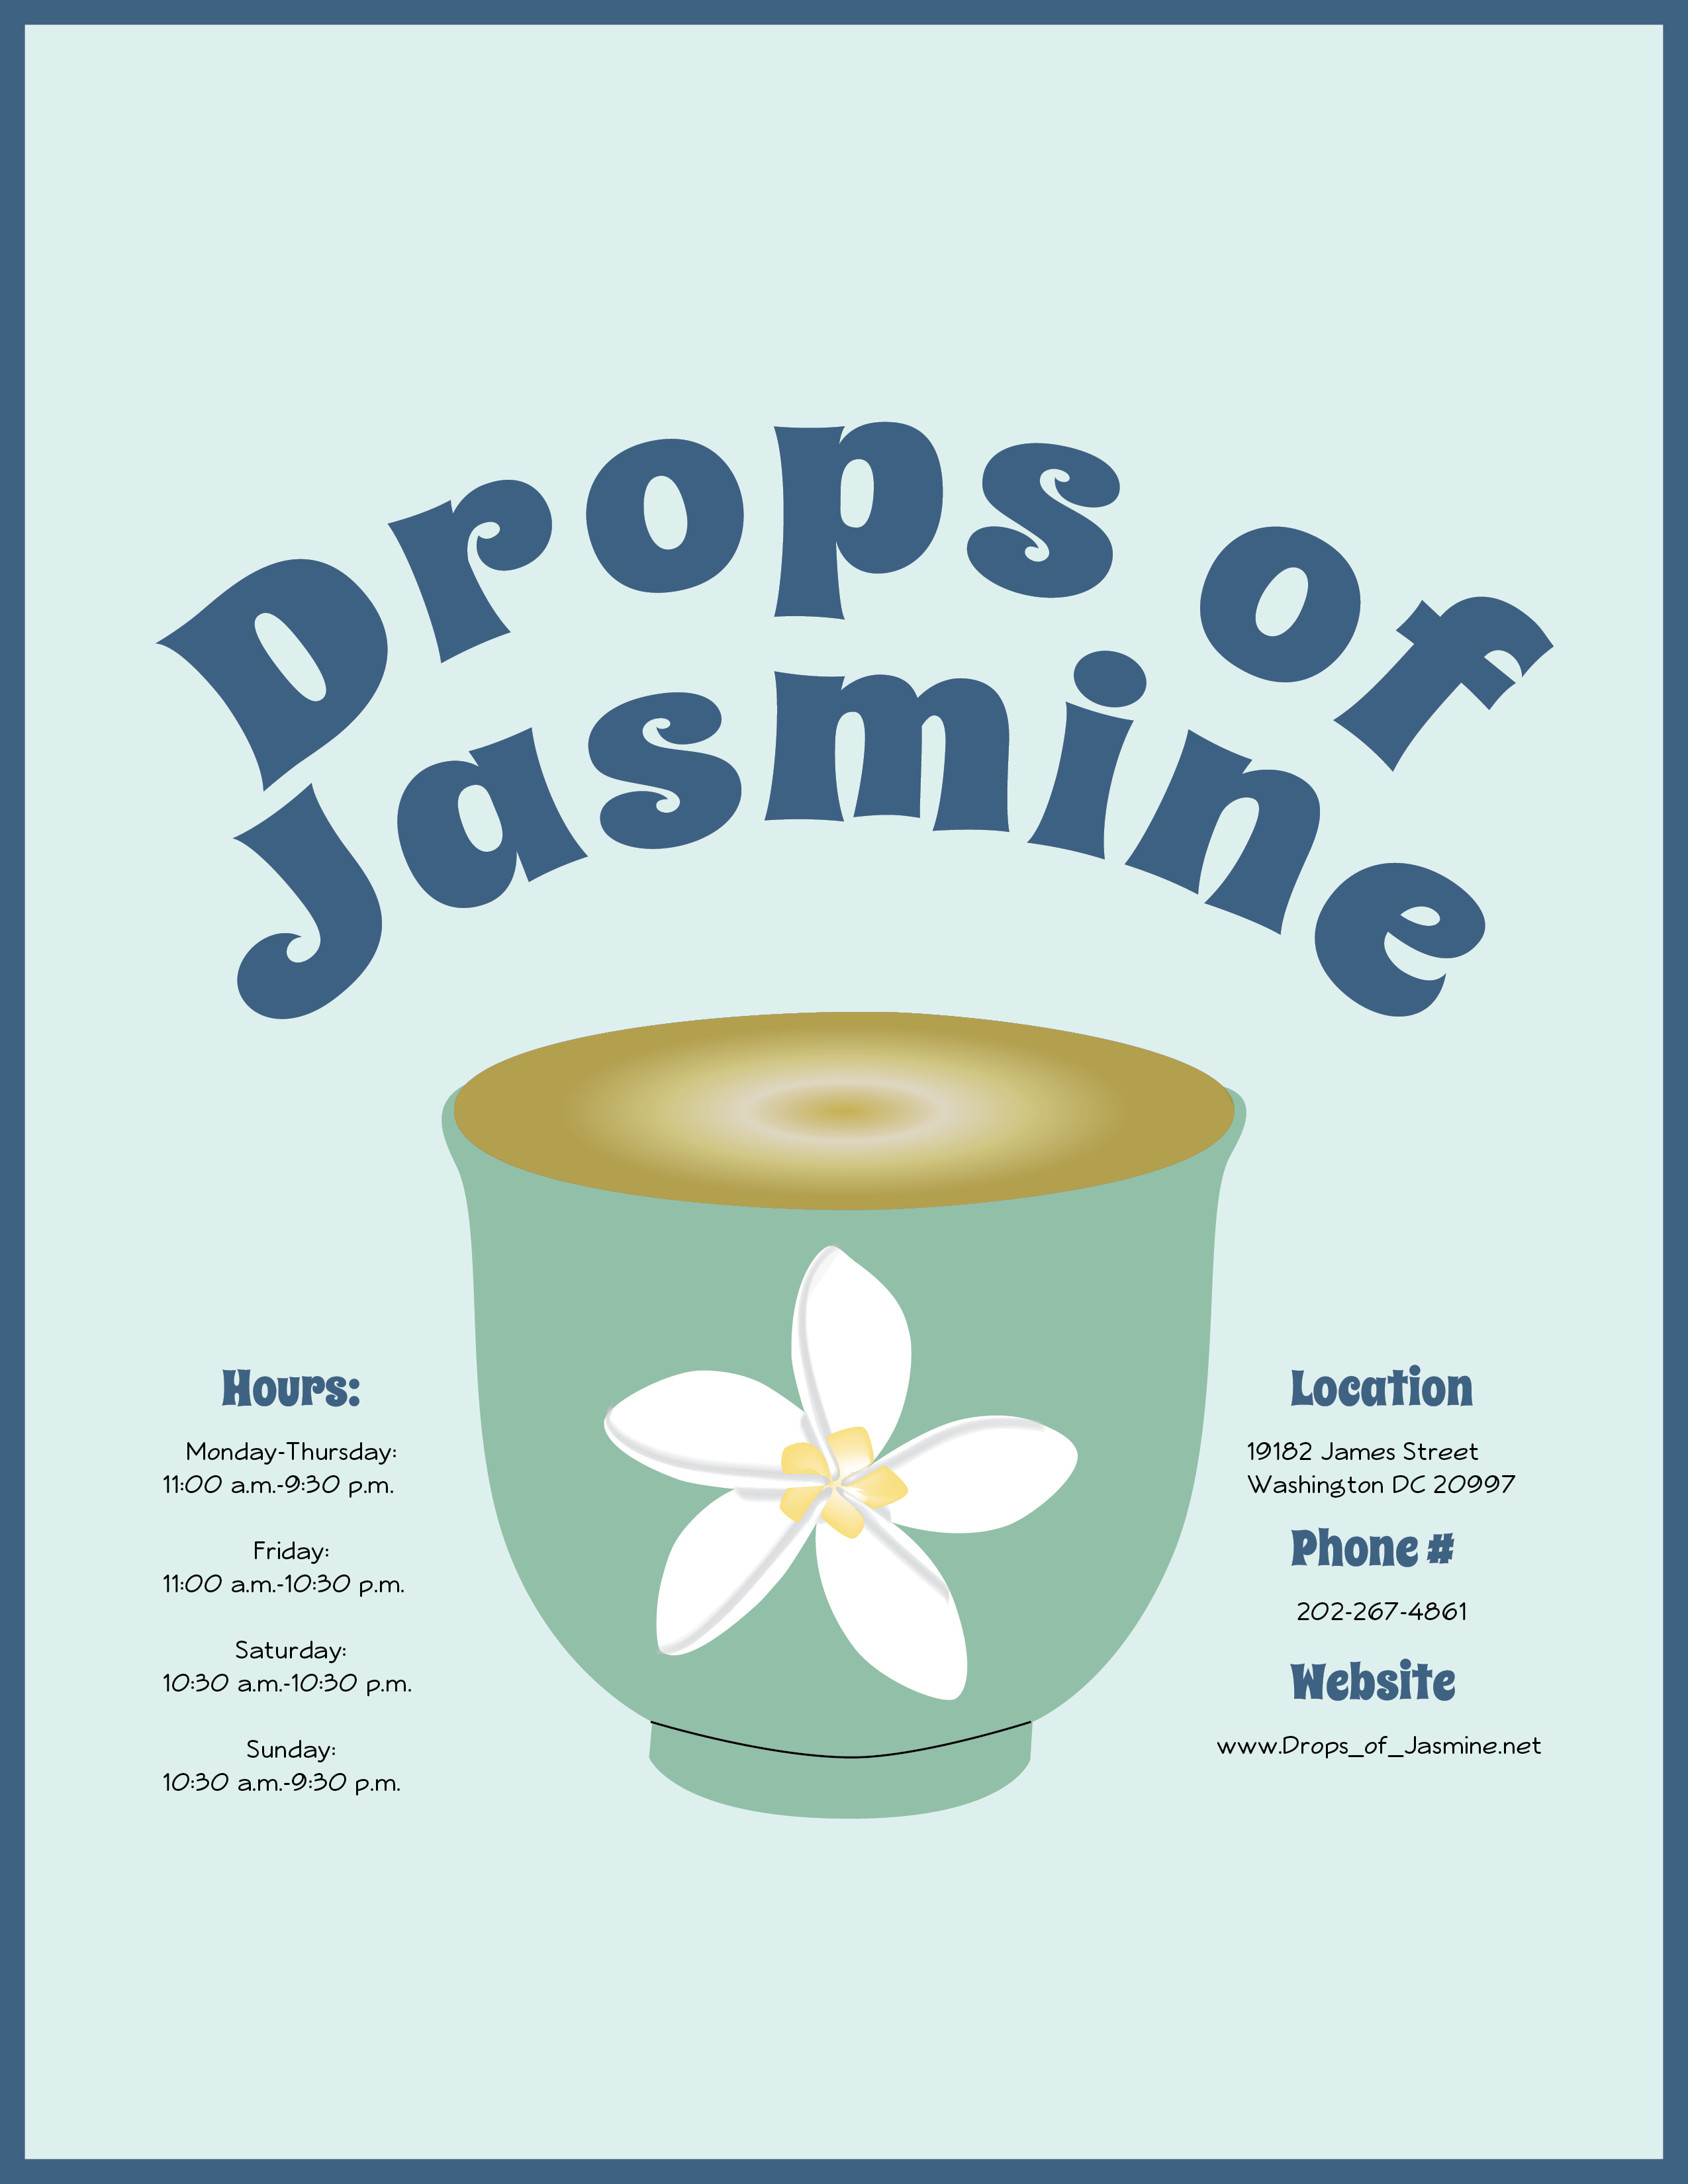 Drops of
Jasmine
Hours:
Monday-Thursday:
11:00 a.m.-9:30 p.m.
Friday:
11:00 a.m.-10:30 p.m.
Saturday:
10:30 a.m.-10:30 p.m.
Sunday:
10:30 a.m.-9:30 p.m.
Location
19182 James Street
Washington DC 20997
Phone #
202-267-4861
Website
www.Drops_of_Jasmine.net